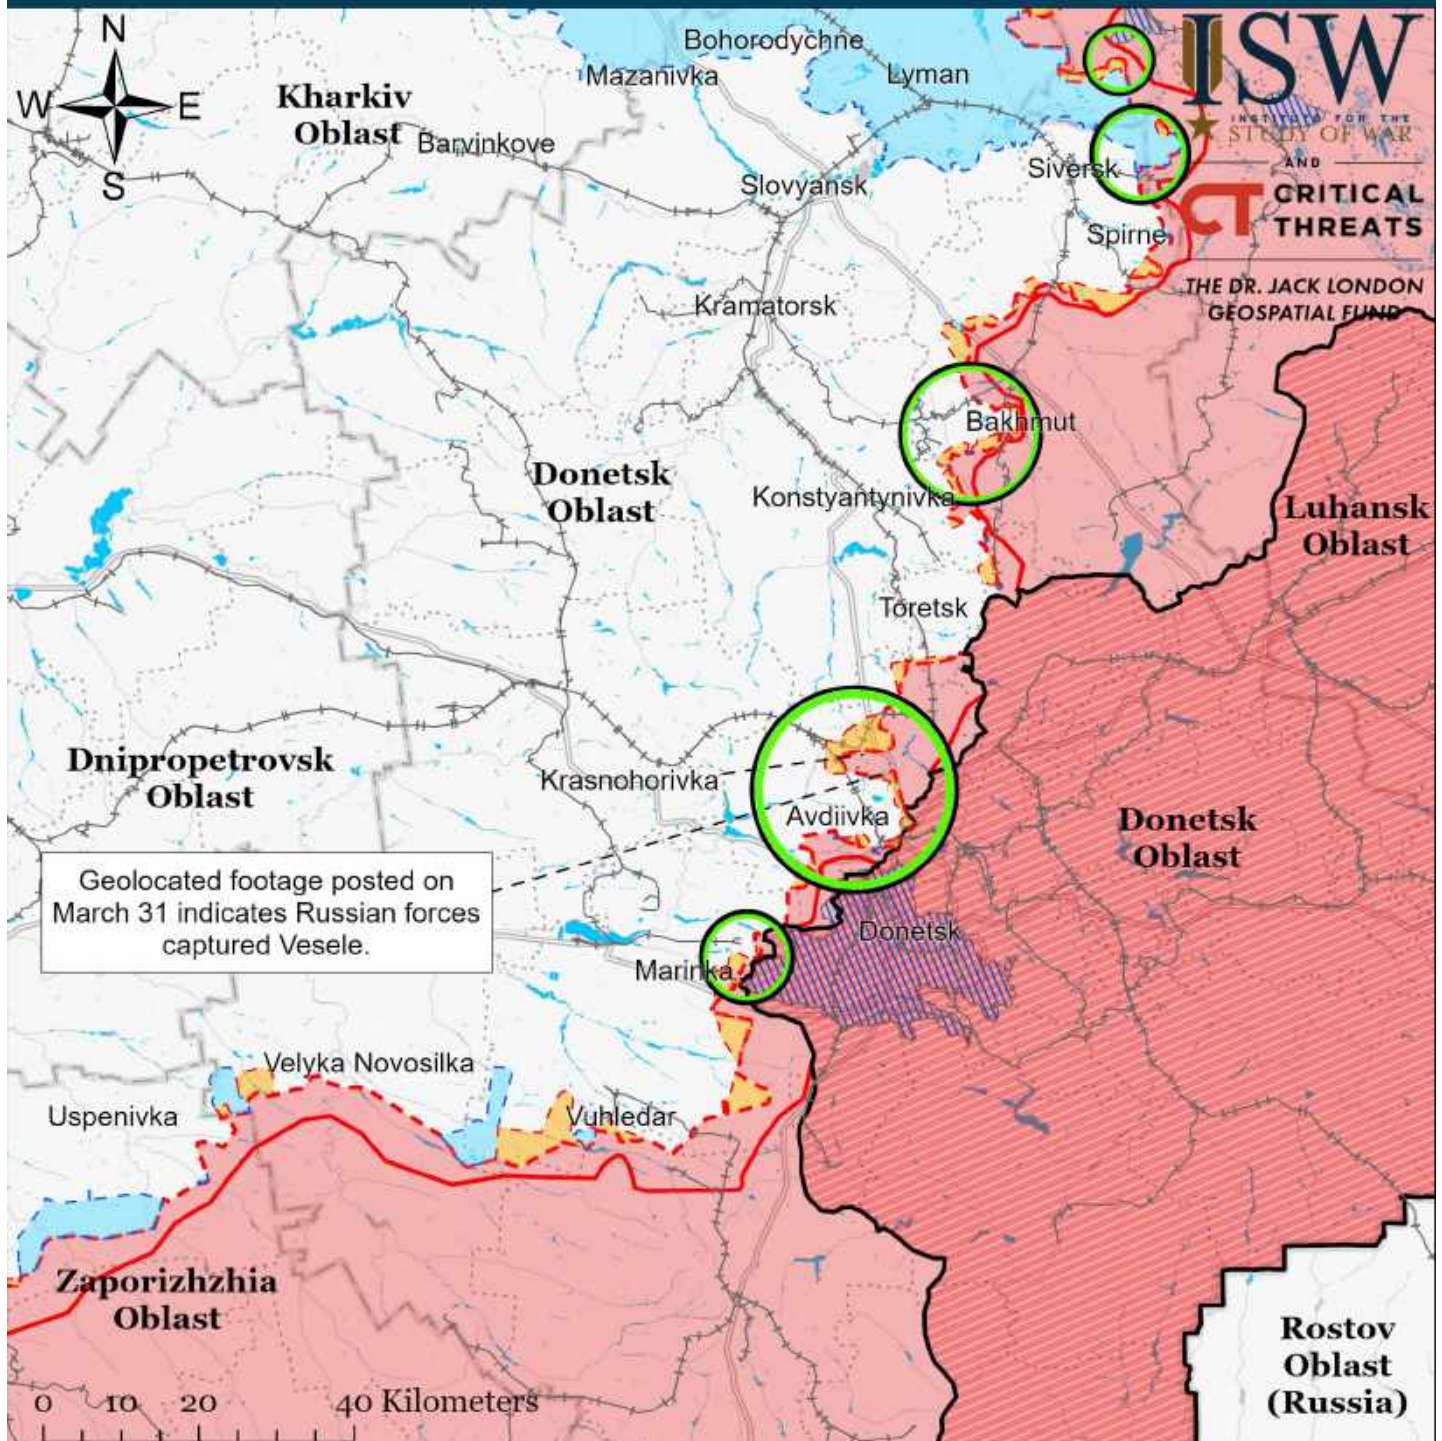 N
W E
S
Kharkiv
Oblast
Barvinkove
Bohorodychne
Mazanivka
Lyman
Slovyansk
Siversk
Spirne
Kramatorsk
ISW
INSTITUTE FOR THE
STUDY OF WAR
AND
CT CRITICAL
THREATS
THE DR. JACK LONDON
GEOSPATIAL FUND
Bakhmut
Donetsk
Oblast
Konstyantynivka
Luhansk
Oblast
Toretsk
Dnipropetrovsk
Oblast
Krasnohorivka
Avdiivka
Donetsk
Oblast
Geolocated footage posted on
March 31 indicates Russian forces
captured Vesele.
Donetsk
Marinka
Velyka Novosilka
Uspenivka
Vuhledar
Zaporizhzhia
Oblast
Rostov
Oblast
(Russia)
0 10 20 40 Kilometers